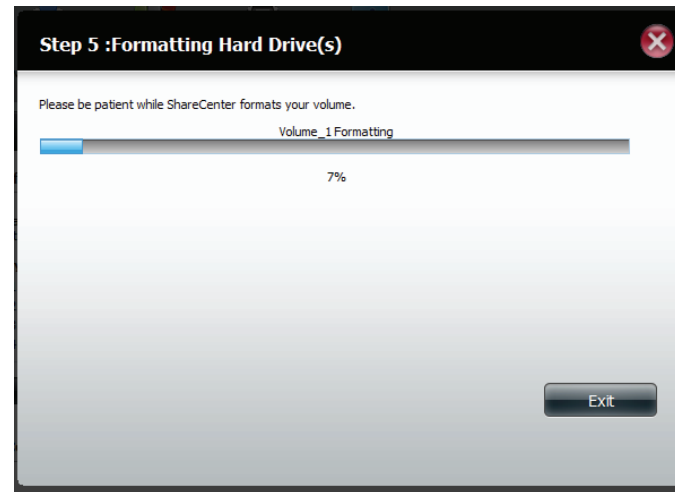 Step 5 :Formatting Hard Drive(s)
Please be patient while ShareCenter formats your volume.
Volume_1 Formatting
7%
Exit